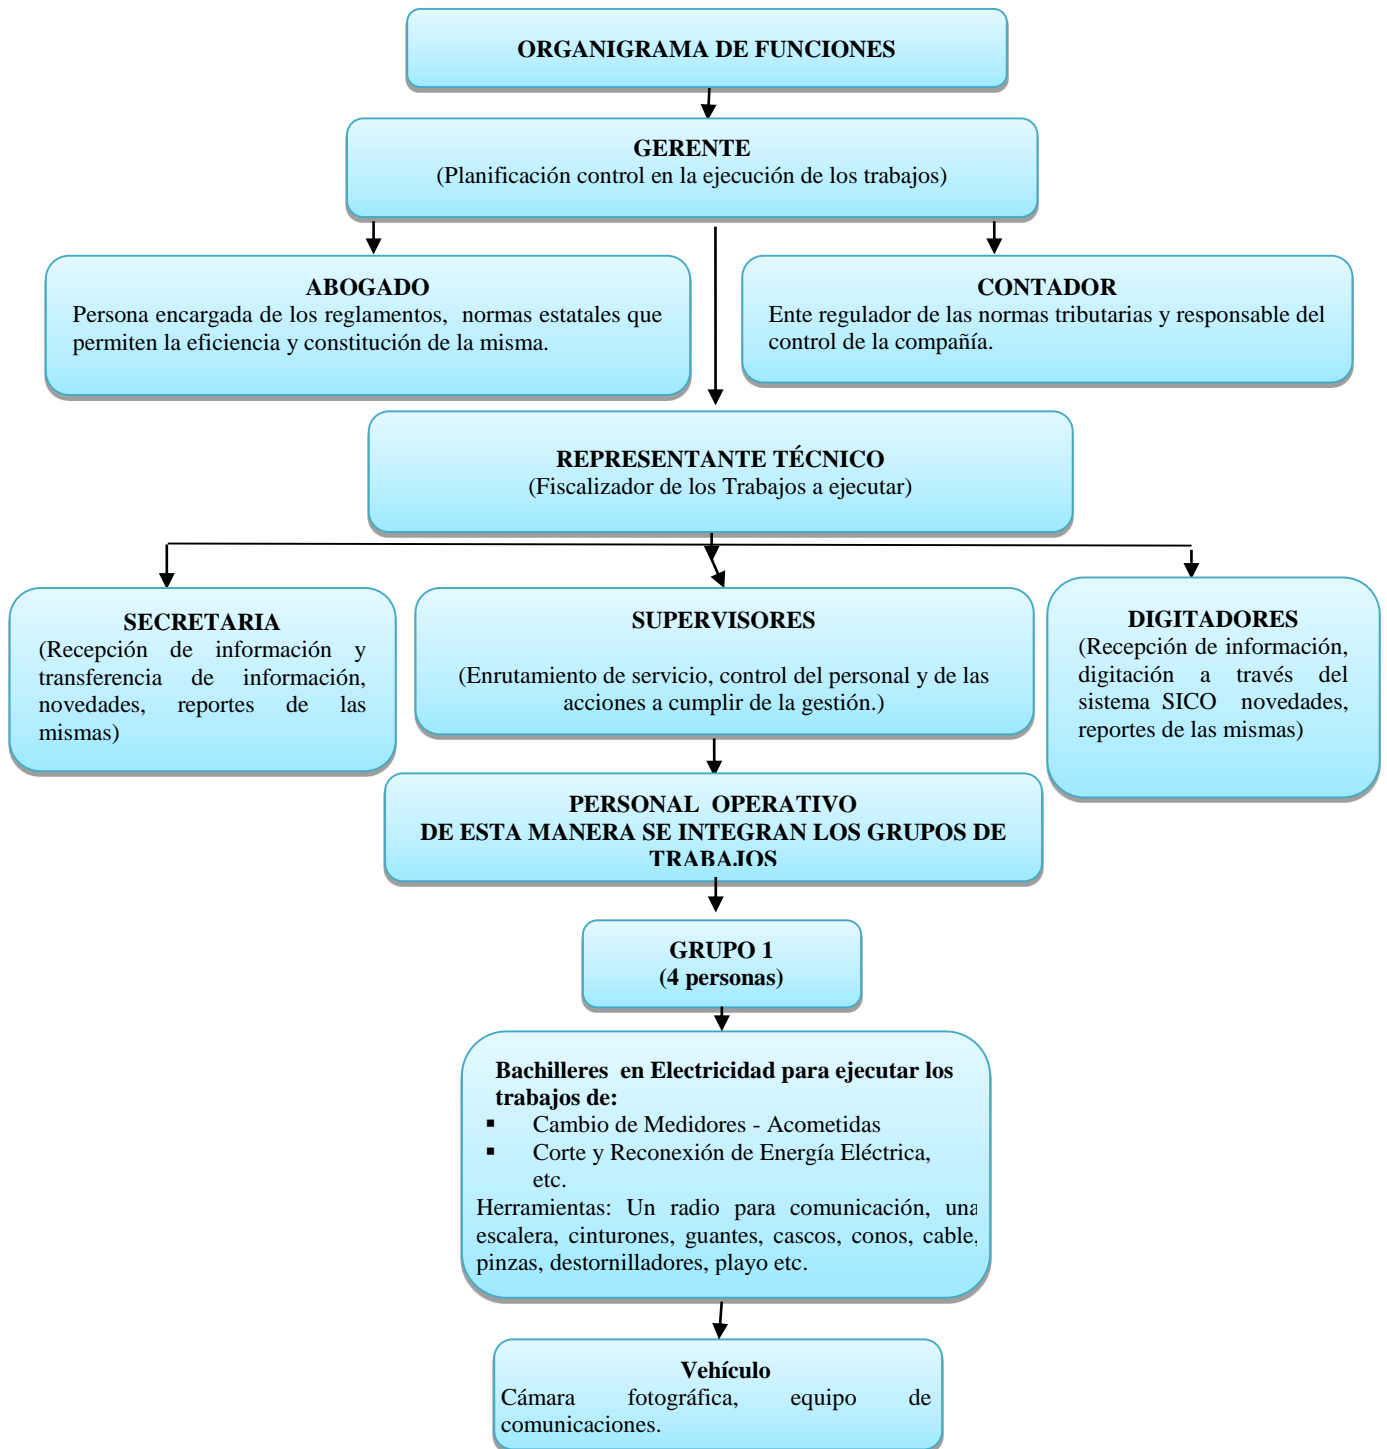 ORGANIGRAMA DE FUNCIONES
GERENTE
(Planificación control en la ejecución de los trabajos)
ABOGADO
Persona encargada de los reglamentos, normas estatales que
permiten la eficiencia y constitución de la misma.
CONTADOR
Ente regulador de las normas tributarias y responsable del
control de la compañía.
REPRESENTANTE TÉCNICO
(Fiscalizador de los Trabajos a ejecutar)
SECRETARIA
(Recepción de información y
transferencia de información,
novedades, reportes de las
mismas)
SUPERVISORES
(Enrutamiento de servicio, control del personal y de las
acciones a cumplir de la gestión.)
DIGITADORES
(Recepción de información,
digitación a través del
sistema SICO novedades,
reportes de las mismas)
PERSONAL OPERATIVO
DE ESTA MANERA SE INTEGRAN LOS GRUPOS DE
TRABAJOS
GRUPO 1
(4 personas)
Bachilleres en Electricidad para ejecutar los
trabajos de:
▪ Cambio de Medidores - Acometidas
▪ Corte y Reconexión de Energía Eléctrica,
etc.
Herramientas: Un radio para comunicación, una
escalera, cinturones, guantes, cascos, conos, cable,
pinzas, destornilladores, playo etc.
Vehículo
Cámara fotográfica, equipo de
comunicaciones.